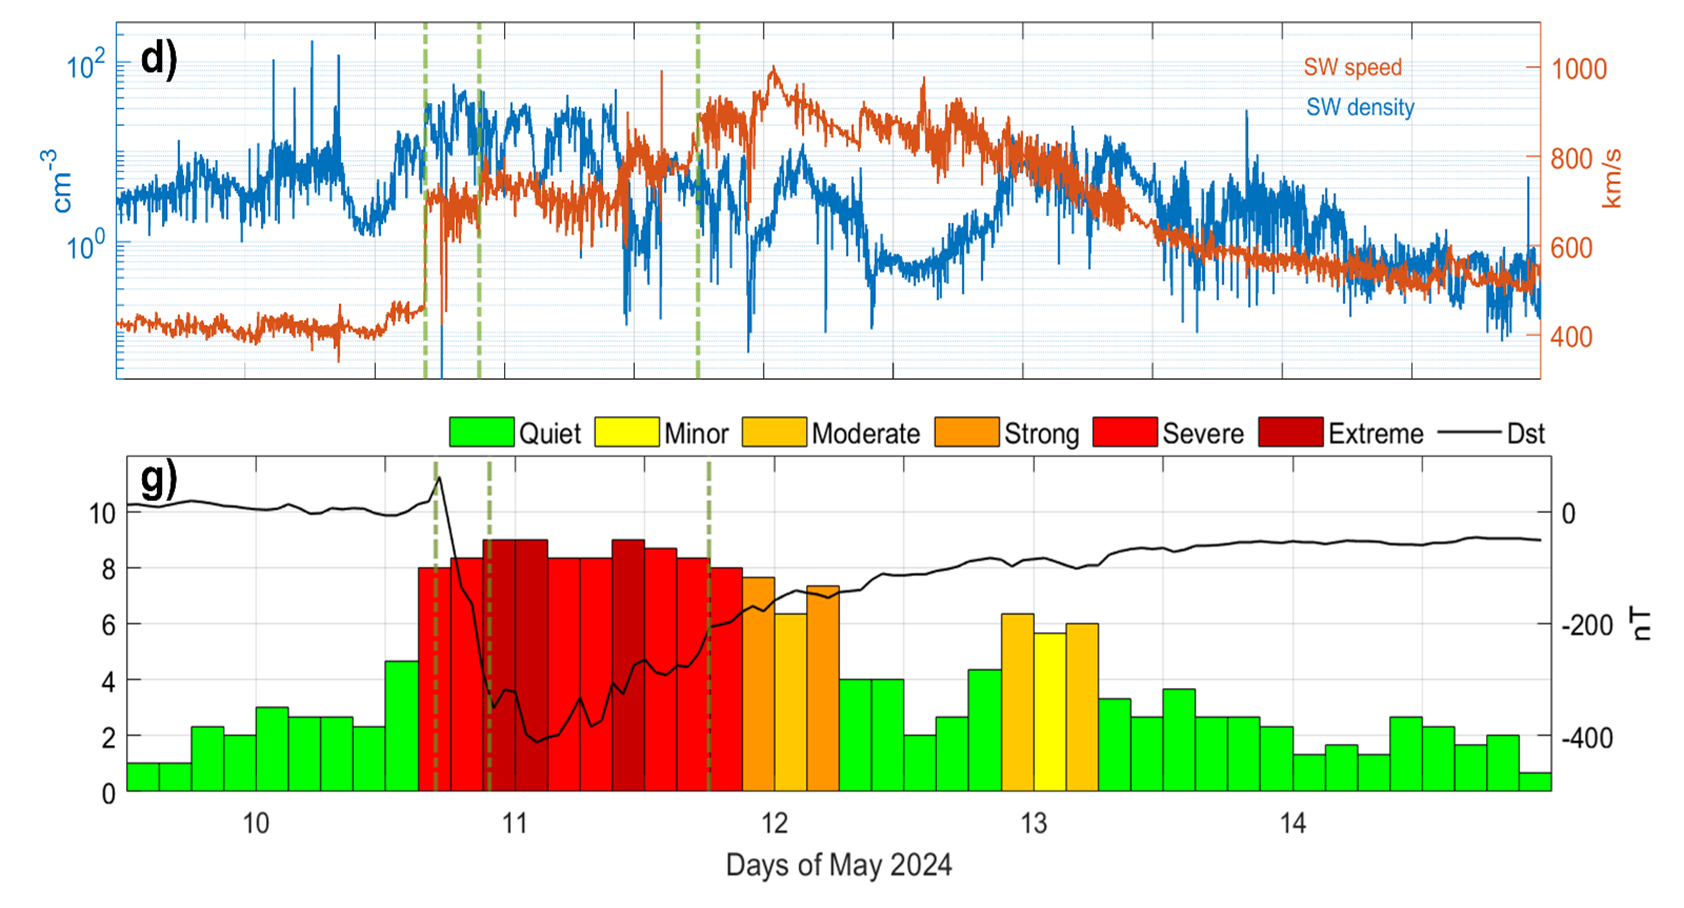 d)
10^2
10^0
cm^-3
SW speed
SW density
1000
800
600
400
km/s
Quiet Minor Moderate Strong Severe Extreme Dst
g)
10
8
6
4
2
0
0
-200
-400
nT
10 11 12 13 14
Days of May 2024